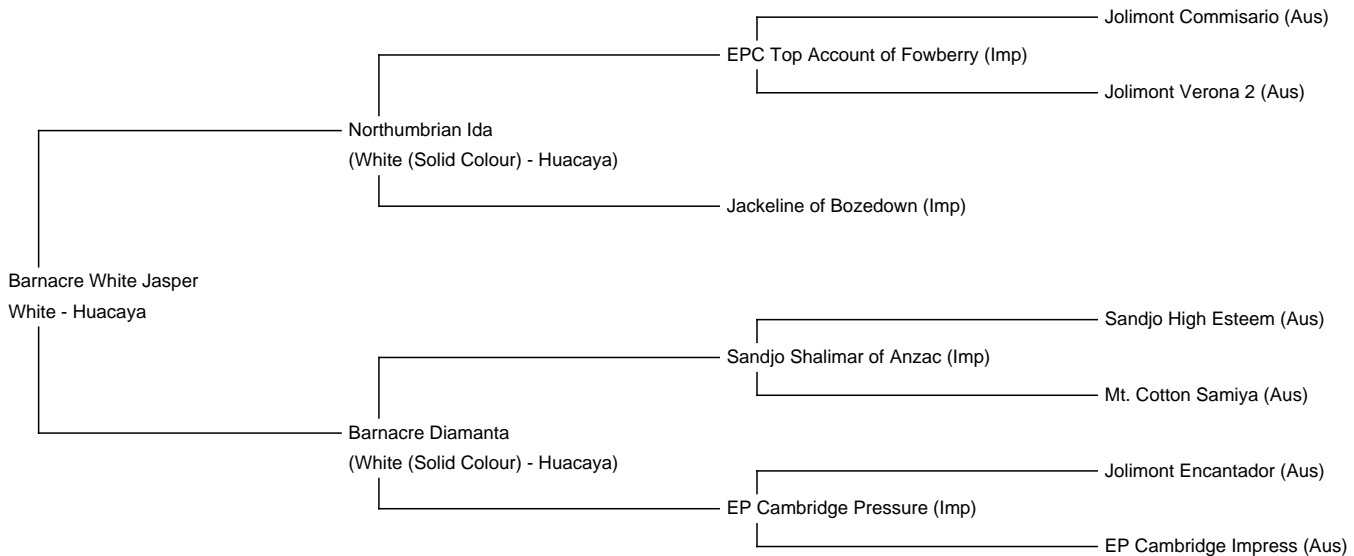 Jolimont Commisario (Aus)
EPC Top Account of Fowberry (Imp)
Jolimont Verona 2 (Aus)
Northumbrian Ida
(White (Solid Colour) - Huacaya)
Jackeline of Bozedown (Imp)
Barnacre White Jasper
White - Huacaya
Sandjo High Esteem (Aus)
Sandjo Shalimar of Anzac (Imp)
Mt. Cotton Samiya (Aus)
Barnacre Diamanta
(White (Solid Colour) - Huacaya)
Jolimont Encantador (Aus)
EP Cambridge Pressure (Imp)
EP Cambridge Impress (Aus)